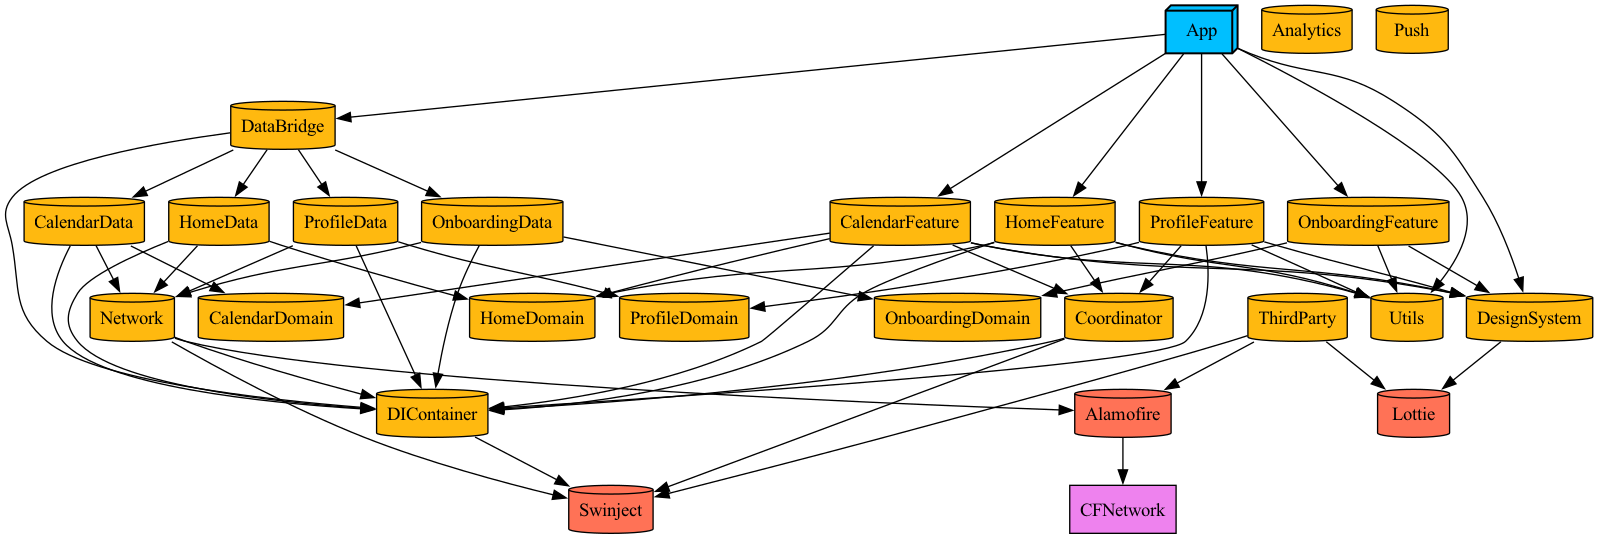 App
Analytics
Push
DataBridge
CalendarData
HomeData
ProfileData
OnboardingData
CalendarFeature
HomeFeature
ProfileFeature
OnboardingFeature
Network
CalendarDomain
HomeDomain
ProfileDomain
OnboardingDomain
Coordinator
ThirdParty
Utils
DesignSystem
DIContainer
Alamofire
Lottie
Swinject
CFNetwork